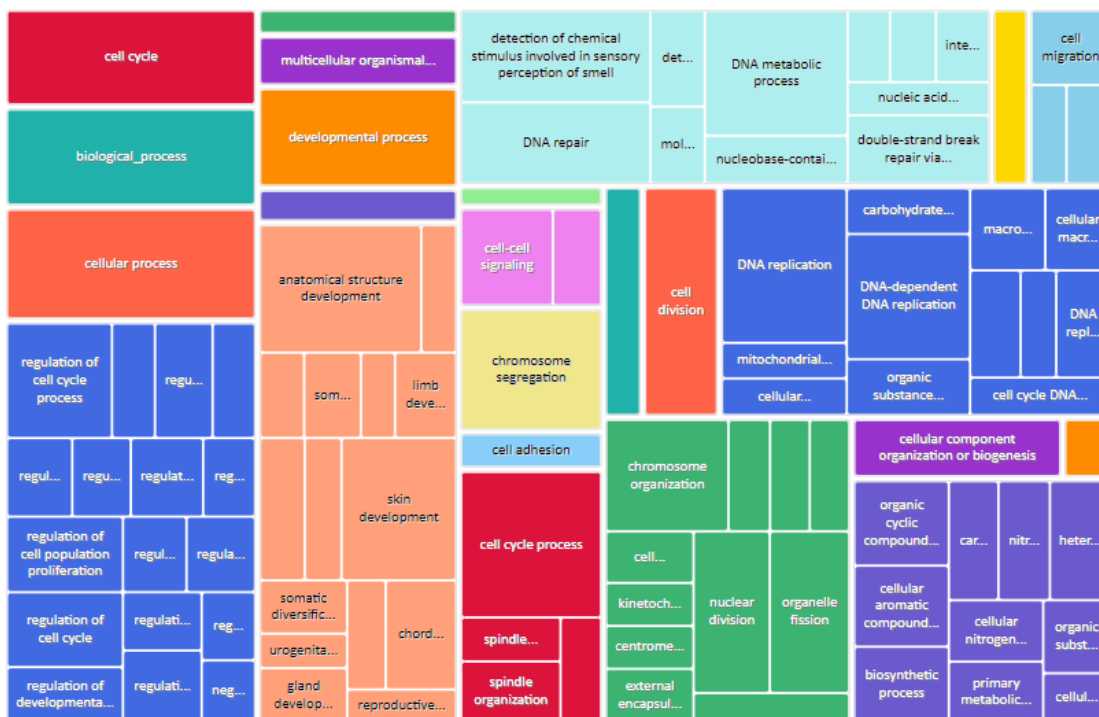 cell cycle
biological_process
cellular process
regulation of
cell cycle
process
regu...
regul...
regu...
regulat...
reg...
regulation of
cell population
proliferation
regul...
regula...
regulation of
cell cycle
regulati...
reg...
regulation of
developmenta...
regulati...
neg...
multicellular organismal...
developmental process
anatomical structure
development
som...
limb
deve...
skin
development
somatic
diversific...
urogenita...
chord...
gland
develop...
reproductive...
detection of chemical
stimulus involved in sensory
perception of smell
det...
DNA metabolic
process
inte...
nucleic acid...
DNA repair
mol...
nucleobase-contai...
double-strand break
repair via...
cell
migration
cell-cell
signaling
chromosome
segregation
cell adhesion
cell cycle process
spindle...
spindle
organization
cell
division
DNA replication
mitochondrial...
cellular...
carbohydrate...
DNA-dependent
DNA replication
organic
substance...
macro...
cellular
macr...
DNA
repl...
cell cycle DNA...
chromosome
organization
cell...
kinetoch...
centrome...
external
encapsul...
nuclear
division
organelle
fission
cellular component
organization or biogenesis
organic
cyclic
compound...
car...
nitr...
heter...
cellular
aromatic
compound...
cellular
nitrogen...
organic
subst...
biosynthetic
process
primary
metabolic...
cellul...